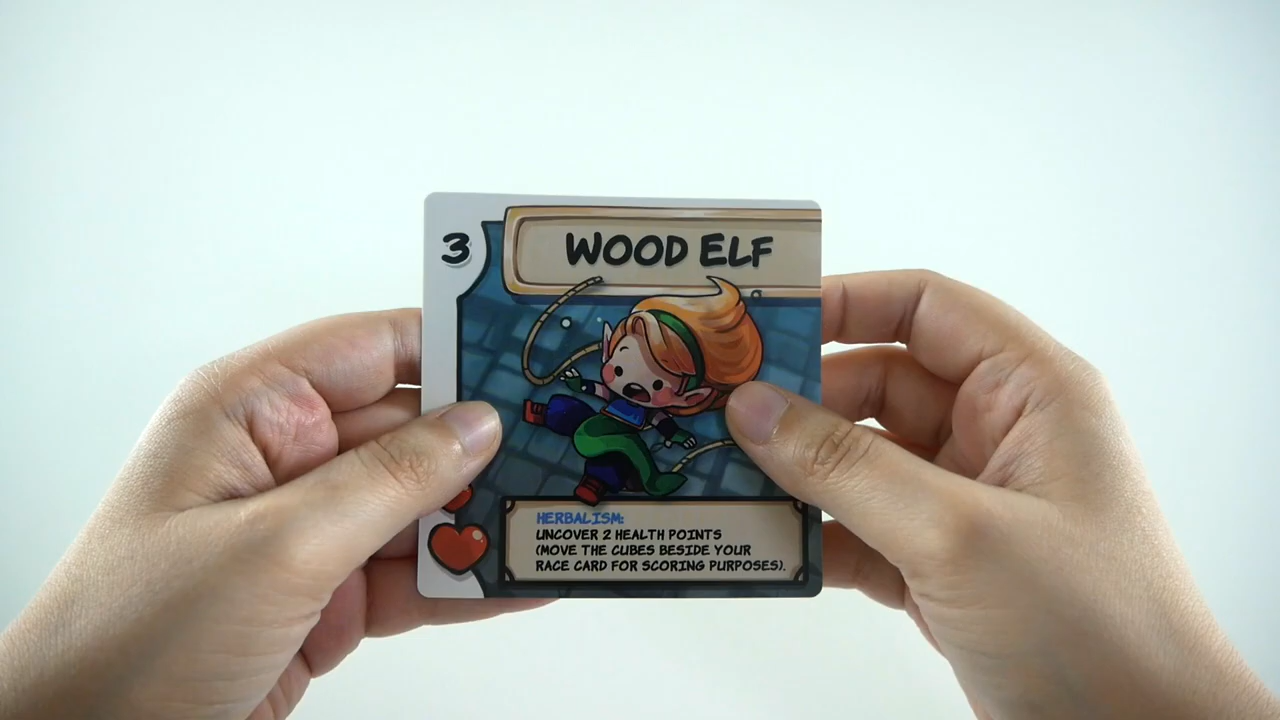 3
WOOD ELF
HERBALISM:
UNCOVER 2 HEALTH POINTS
(MOVE THE CUBES BESIDE YOUR
RACE CARD FOR SCORING PURPOSES).